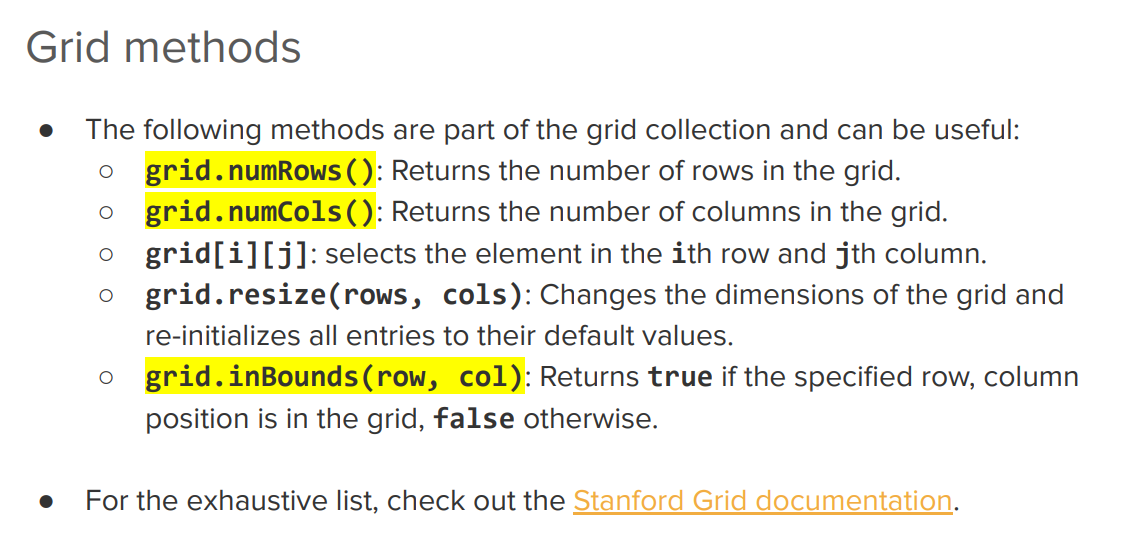 Grid methods
● The following methods are part of the grid collection and can be useful:
○ grid.numRows(): Returns the number of rows in the grid.
○ grid.numCols(): Returns the number of columns in the grid.
○ grid[i][j]: selects the element in the ith row and jth column.
○ grid.resize(rows, cols): Changes the dimensions of the grid and
re-initializes all entries to their default values.
○ grid.inBounds(row, col): Returns true if the specified row, column
position is in the grid, false otherwise.
● For the exhaustive list, check out the Stanford Grid documentation.